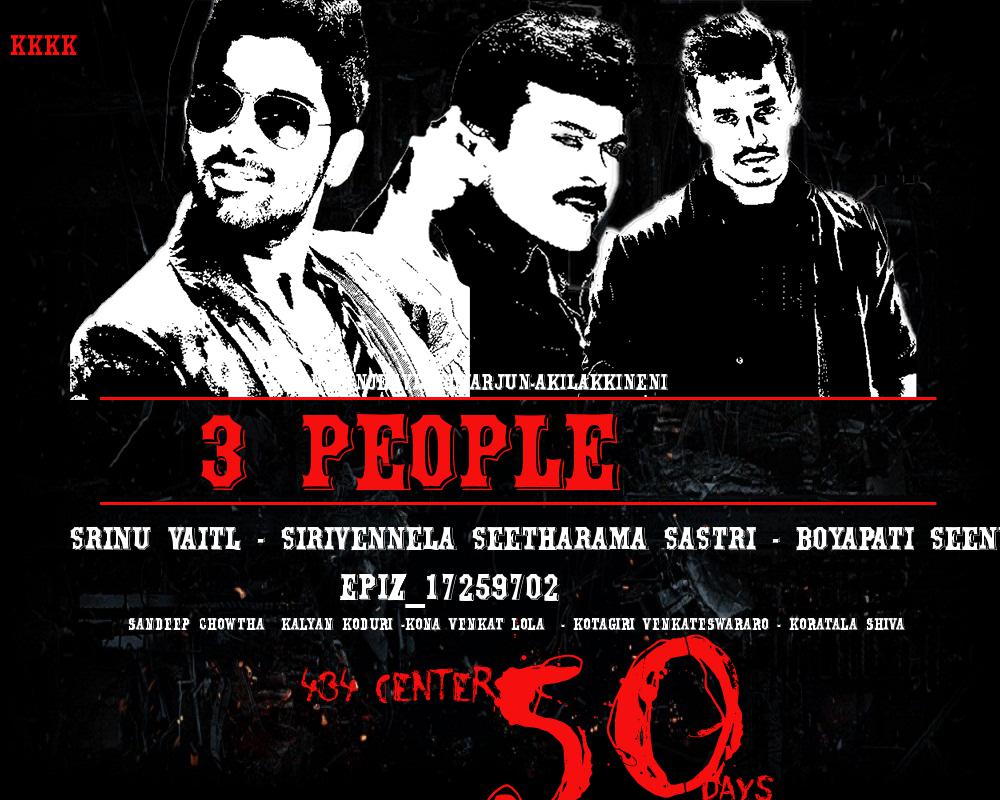 KKKK
ARJUN-AKILAKKINENI
3 PEOPLE
SRINU VAITL - SIRIVENNELA SEETHARAMA SASTRI - BOYAPATI SEEN
EPIZ_17259702
SANDEEP CHOWTHA KALYAN KODURI -KONA VENKAT LOLA - KOTAGIRI VENKATESWARARO - KORATALA SHIVA
434 CENTER 50
DAYS